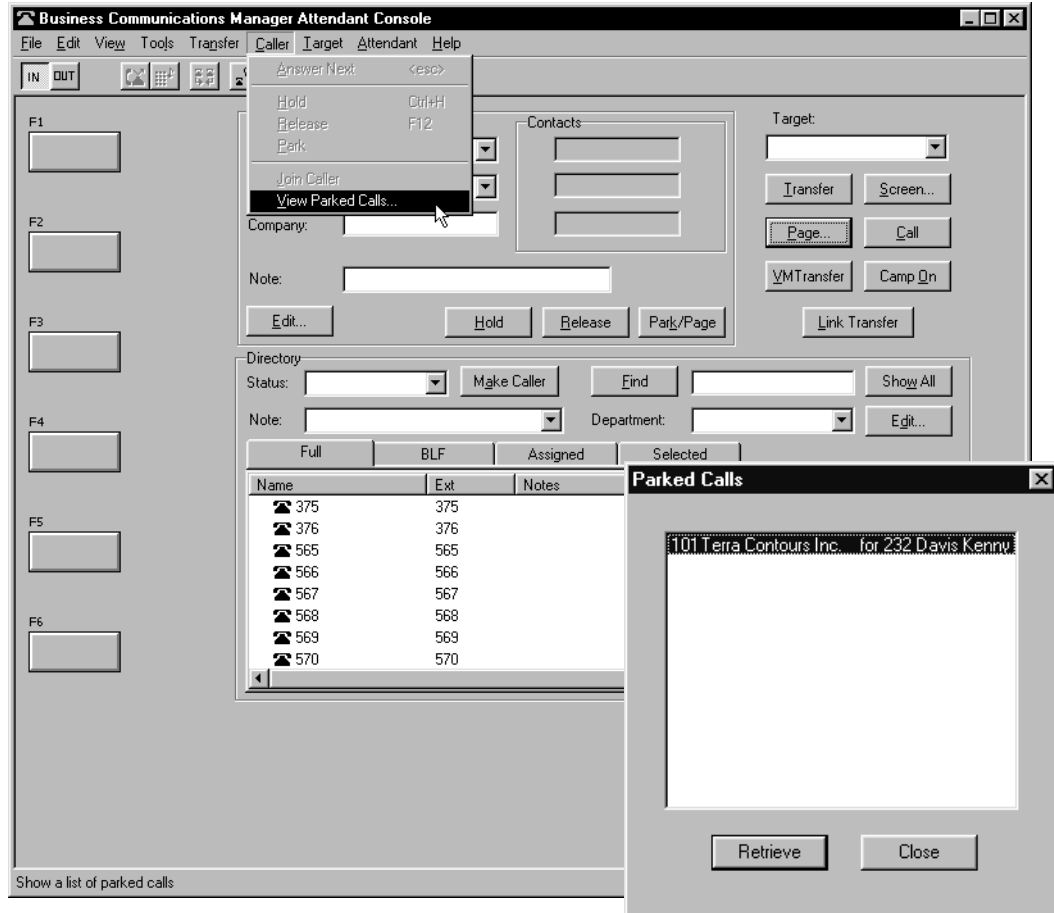 Business Communications Manager Attendant Console
File Edit View Tools Transfer Caller Target Attendant Help
IN OUT
Answer Next <esc>
Hold Ctrl+H
Release F12
Park
Join Caller
View Parked Calls...
F1
F2
F3
F4
F5
F6
Contacts
Company:
Note:
Edit... Hold Release Park/Page
Target:
Transfer Screen...
Page... Call
VMTransfer Camp On
Link Transfer
Directory
Status: Make Caller Find Show All
Note: Department: Edit...
Full BLF Assigned Selected
Name Ext Notes
375 375
376 376
565 565
566 566
567 567
568 568
569 569
570 570
Parked Calls
101 Terra Contours Inc. for 232 Davis Kenny
Retrieve Close
Show a list of parked calls